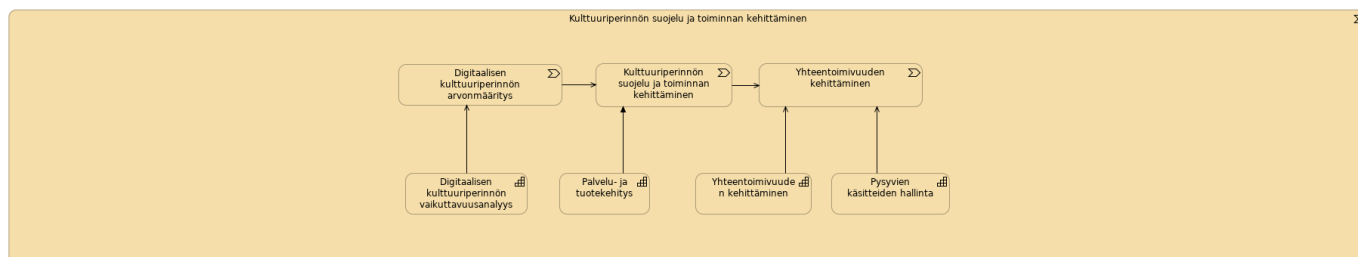 Kulttuuriperinnön suojelu ja toiminnan kehittäminen
Digitaalisen
kulttuuriperinnön
arvonmääritys
Kulttuuriperinnön
suojelu ja toiminnan
kehittäminen
Yhteentoimivuuden
kehittäminen
Digitaalisen
kulttuuriperinnön
vaikuttavuusanalyys
Palvelu- ja
tuotekehitys
Yhteentoimivuude
n kehittäminen
Pysyvien
käsitteiden hallinta